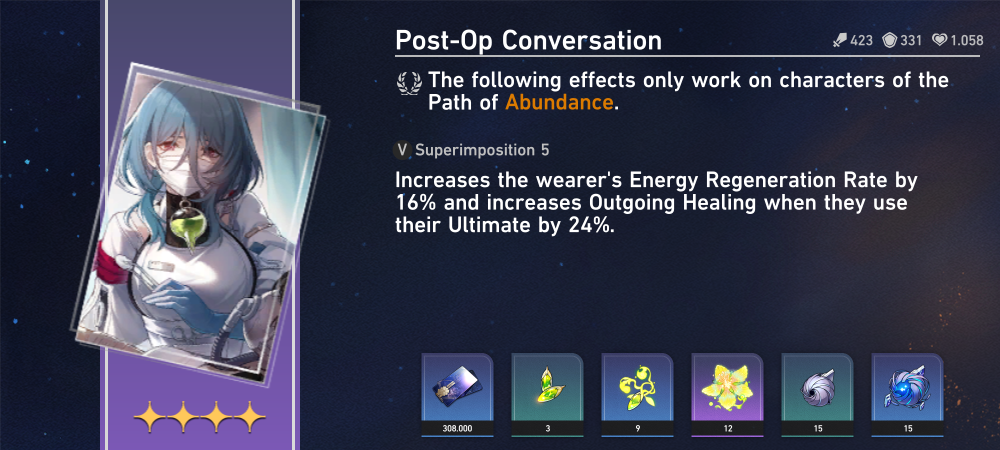 Post-Op Conversation
423 331 1.058
The following effects only work on characters of the
Path of Abundance.
V Superimposition 5
Increases the wearer's Energy Regeneration Rate by
16% and increases Outgoing Healing when they use
their Ultimate by 24%.
308.000 3 9 12 15 15